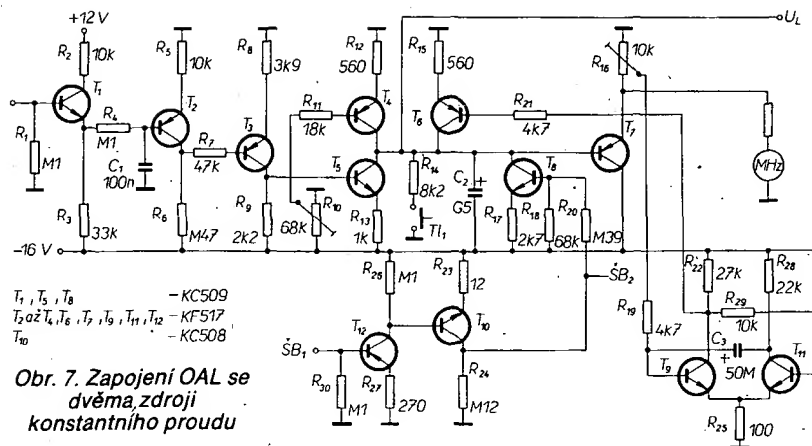 +12V
U_L
R₂ 10k
R₅ 10k
R₈ 3k9
R₁₂ 560
R₁₅ 560
R₁₆ 10k
T₁
R₄ M1
T₂
R₇ 47k
T₃
R₁₁ 18k
T₄
T₆
R₂₁ 4k7
T₇
R₁ M1
C₁ 100n
T₅
R₁₄ 8k2
C₂ + G5
T₈
MHz
R₃ 33k
R₆ M47
R₉ 2k2
R₁₀ 68k
R₁₃ 1k
Tl₁
R₁₇ 2k7
R₁₈ 68k
R₂₀ M39
-16 V
R₂₆ M1
R₂₃ 12
ŠB₂
R₂₂ 27k
R₂₈ 22k
T₁, T₅, T₈ - KC509
T₂ až T₄, T₆, T₇, T₉, T₁₁, T₁₂ - KF517
T₁₀ - KC508
R₁₉ 4k7
R₂₉ 10k
T₁₂
T₁₀
C₃ + 50M
T₉
T₁₁
ŠB₁
R₃₀ M1
R₂₇ 270
R₂₄ M12
R₂₅ 100
Obr. 7. Zapojení OAL se
dvěma zdroji
konstantního proudu